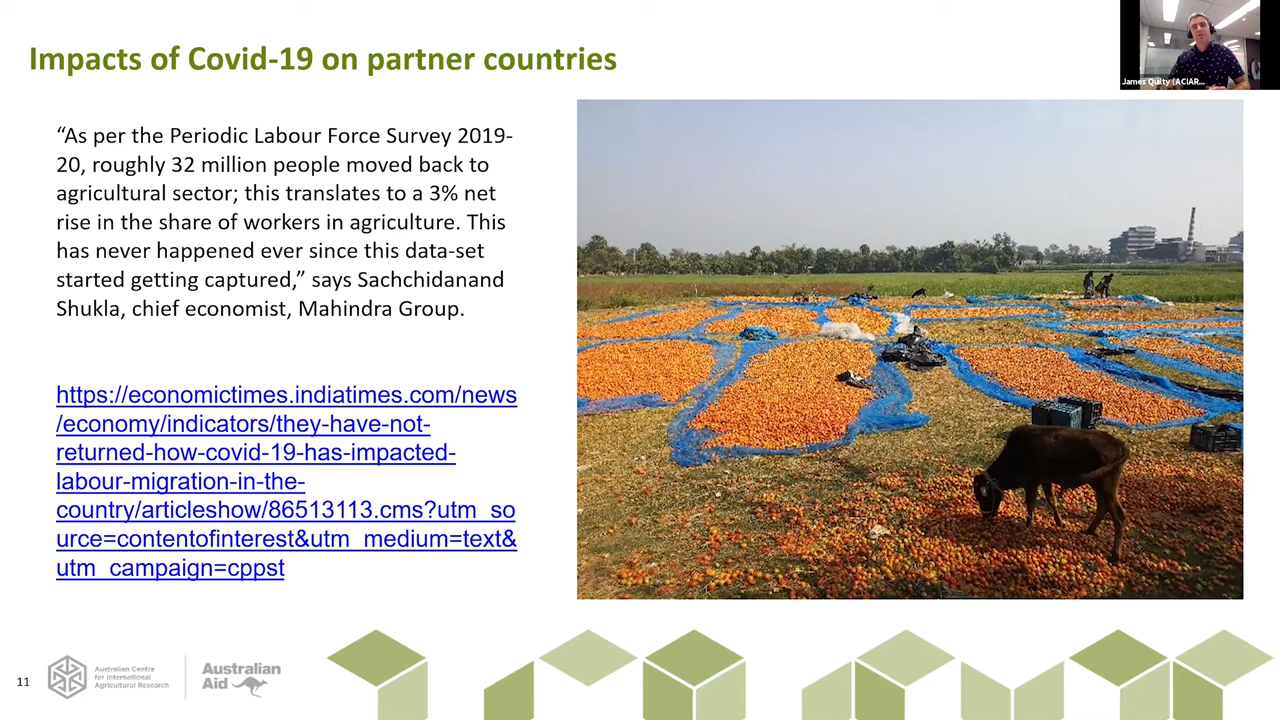 Impacts of Covid-19 on partner countries
James Quilty (ACIAR...
“As per the Periodic Labour Force Survey 2019-
20, roughly 32 million people moved back to
agricultural sector; this translates to a 3% net
rise in the share of workers in agriculture. This
has never happened ever since this data-set
started getting captured,” says Sachchidanand
Shukla, chief economist, Mahindra Group.
https://economictimes.indiatimes.com/news
/economy/indicators/they-have-not-
returned-how-covid-19-has-impacted-
labour-migration-in-the-
country/articleshow/86513113.cms?utm_so
urce=contentofinterest&utm_medium=text&
utm_campaign=cppst
11
Australian Centre
for International
Agricultural Research
Australian
Aid